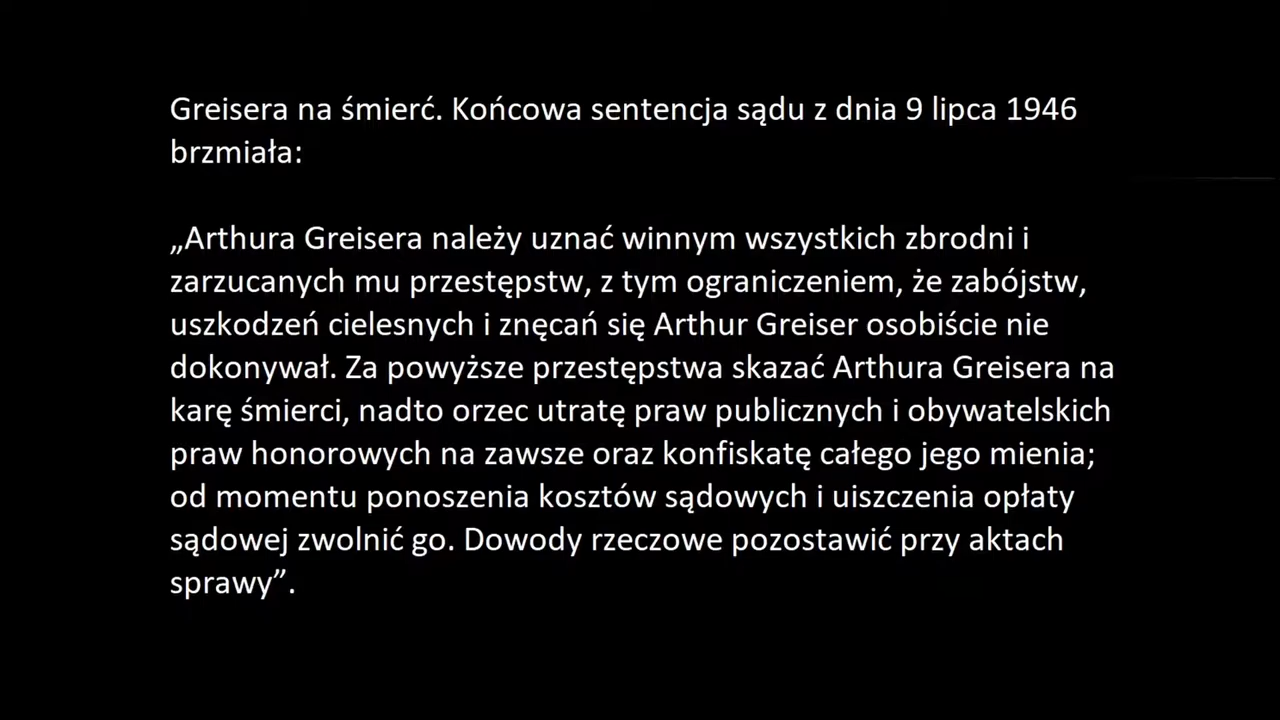 Greisera na śmierć. Końcowa sentencja sądu z dnia 9 lipca 1946
brzmiała:
„Arthura Greisera należy uznać winnym wszystkich zbrodni i
zarzucanych mu przestępstw, z tym ograniczeniem, że zabójstw,
uszkodzeń cielesnych i znęcań się Arthur Greiser osobiście nie
dokonywał. Za powyższe przestępstwa skazać Arthura Greisera na
karę śmierci, nadto orzec utratę praw publicznych i obywatelskich
praw honorowych na zawsze oraz konfiskatę całego jego mienia;
od momentu ponoszenia kosztów sądowych i uiszczenia opłaty
sądowej zwolnić go. Dowody rzeczowe pozostawić przy aktach
sprawy”.